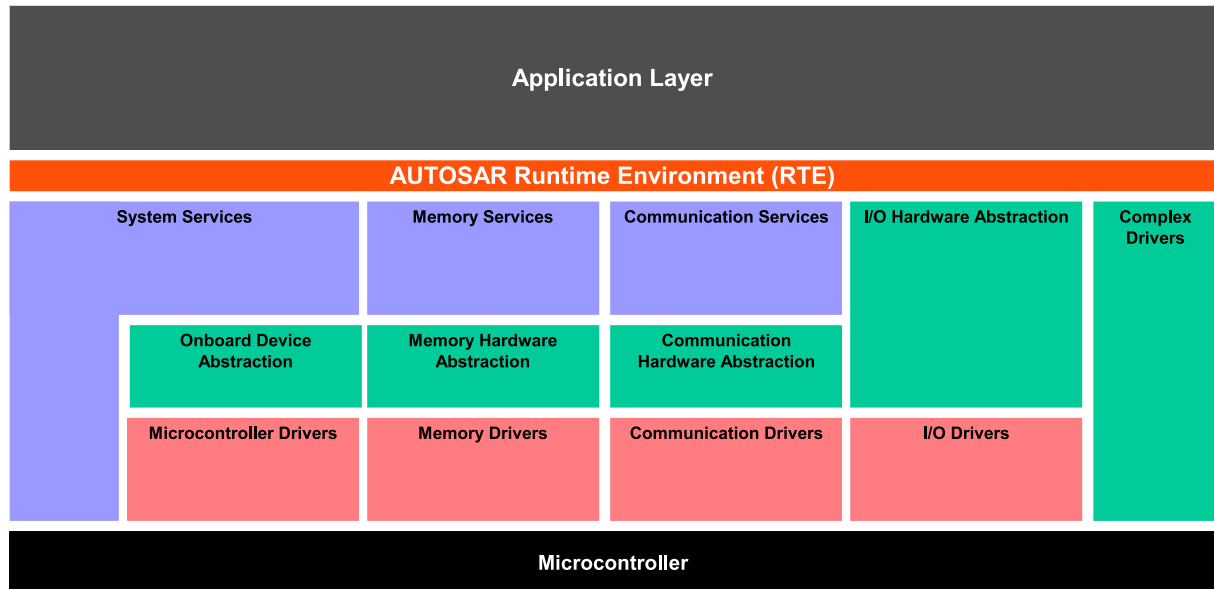 Application Layer
AUTOSAR Runtime Environment (RTE)
System Services
Memory Services
Communication Services
I/O Hardware Abstraction
Complex
Drivers
Onboard Device
Abstraction
Memory Hardware
Abstraction
Communication
Hardware Abstraction
Microcontroller Drivers
Memory Drivers
Communication Drivers
I/O Drivers
Microcontroller